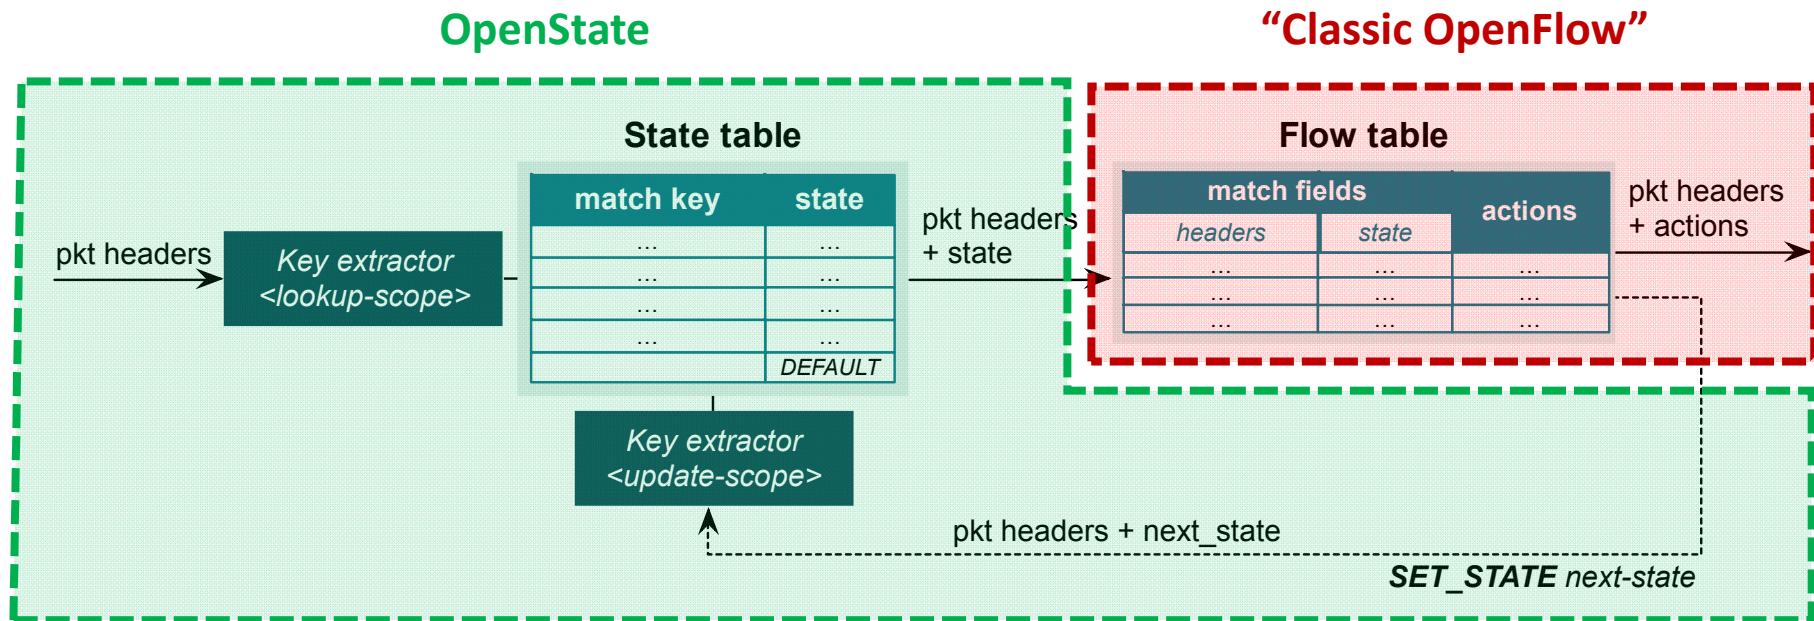 OpenState
“Classic OpenFlow”
State table
Flow table
match key
state
…
…
…
…
…
…
…
…
DEFAULT
pkt headers
Key extractor
<lookup-scope>
pkt headers
+ state
match fields
actions
headers
state
…
…
…
…
…
…
…
…
…
pkt headers
+ actions
Key extractor
<update-scope>
pkt headers + next_state
SET_STATE next-state